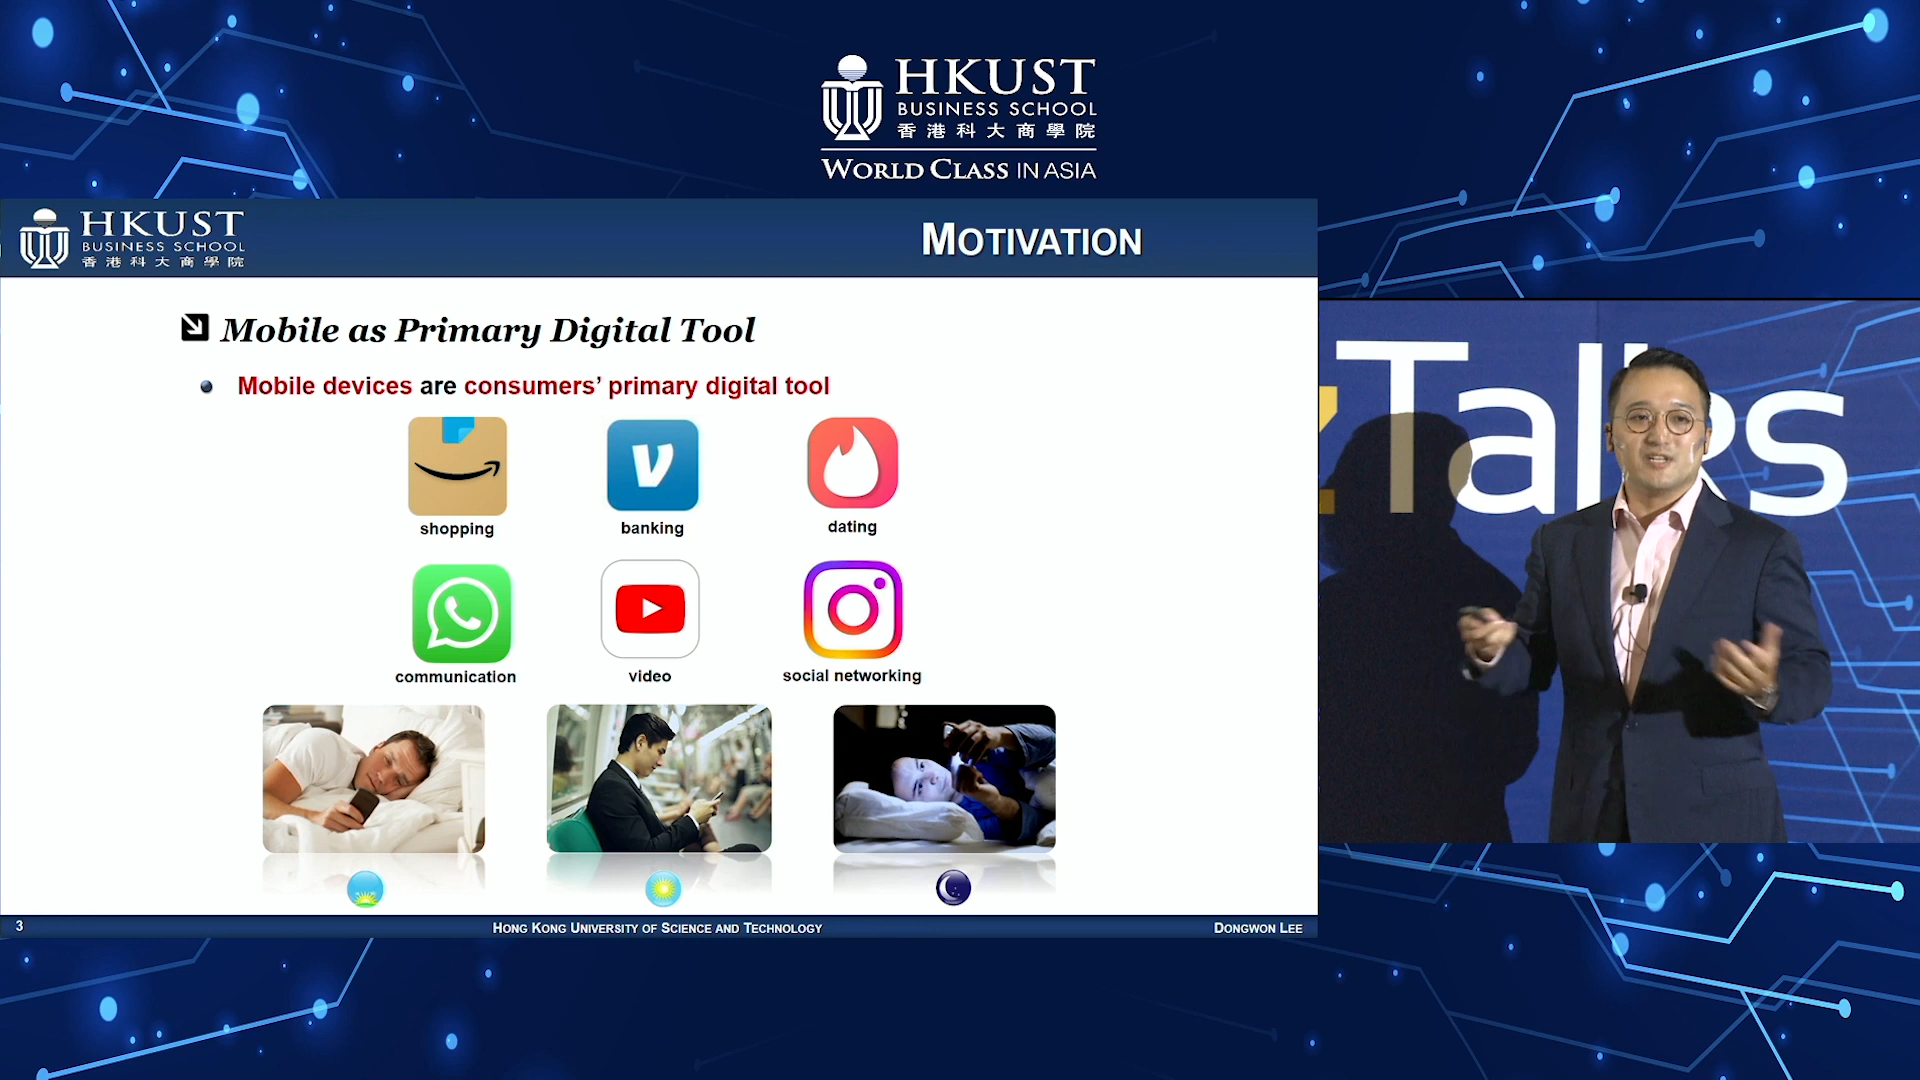 HKUST
BUSINESS SCHOOL
香港科大商學院
WORLD CLASS IN ASIA
HKUST
BUSINESS SCHOOL
香港科大商學院
MOTIVATION
Mobile as Primary Digital Tool
Mobile devices are consumers' primary digital tool
shopping
banking
dating
communication
video
social networking
3
HONG KONG UNIVERSITY OF SCIENCE AND TECHNOLOGY
DONGWON LEE
Talks